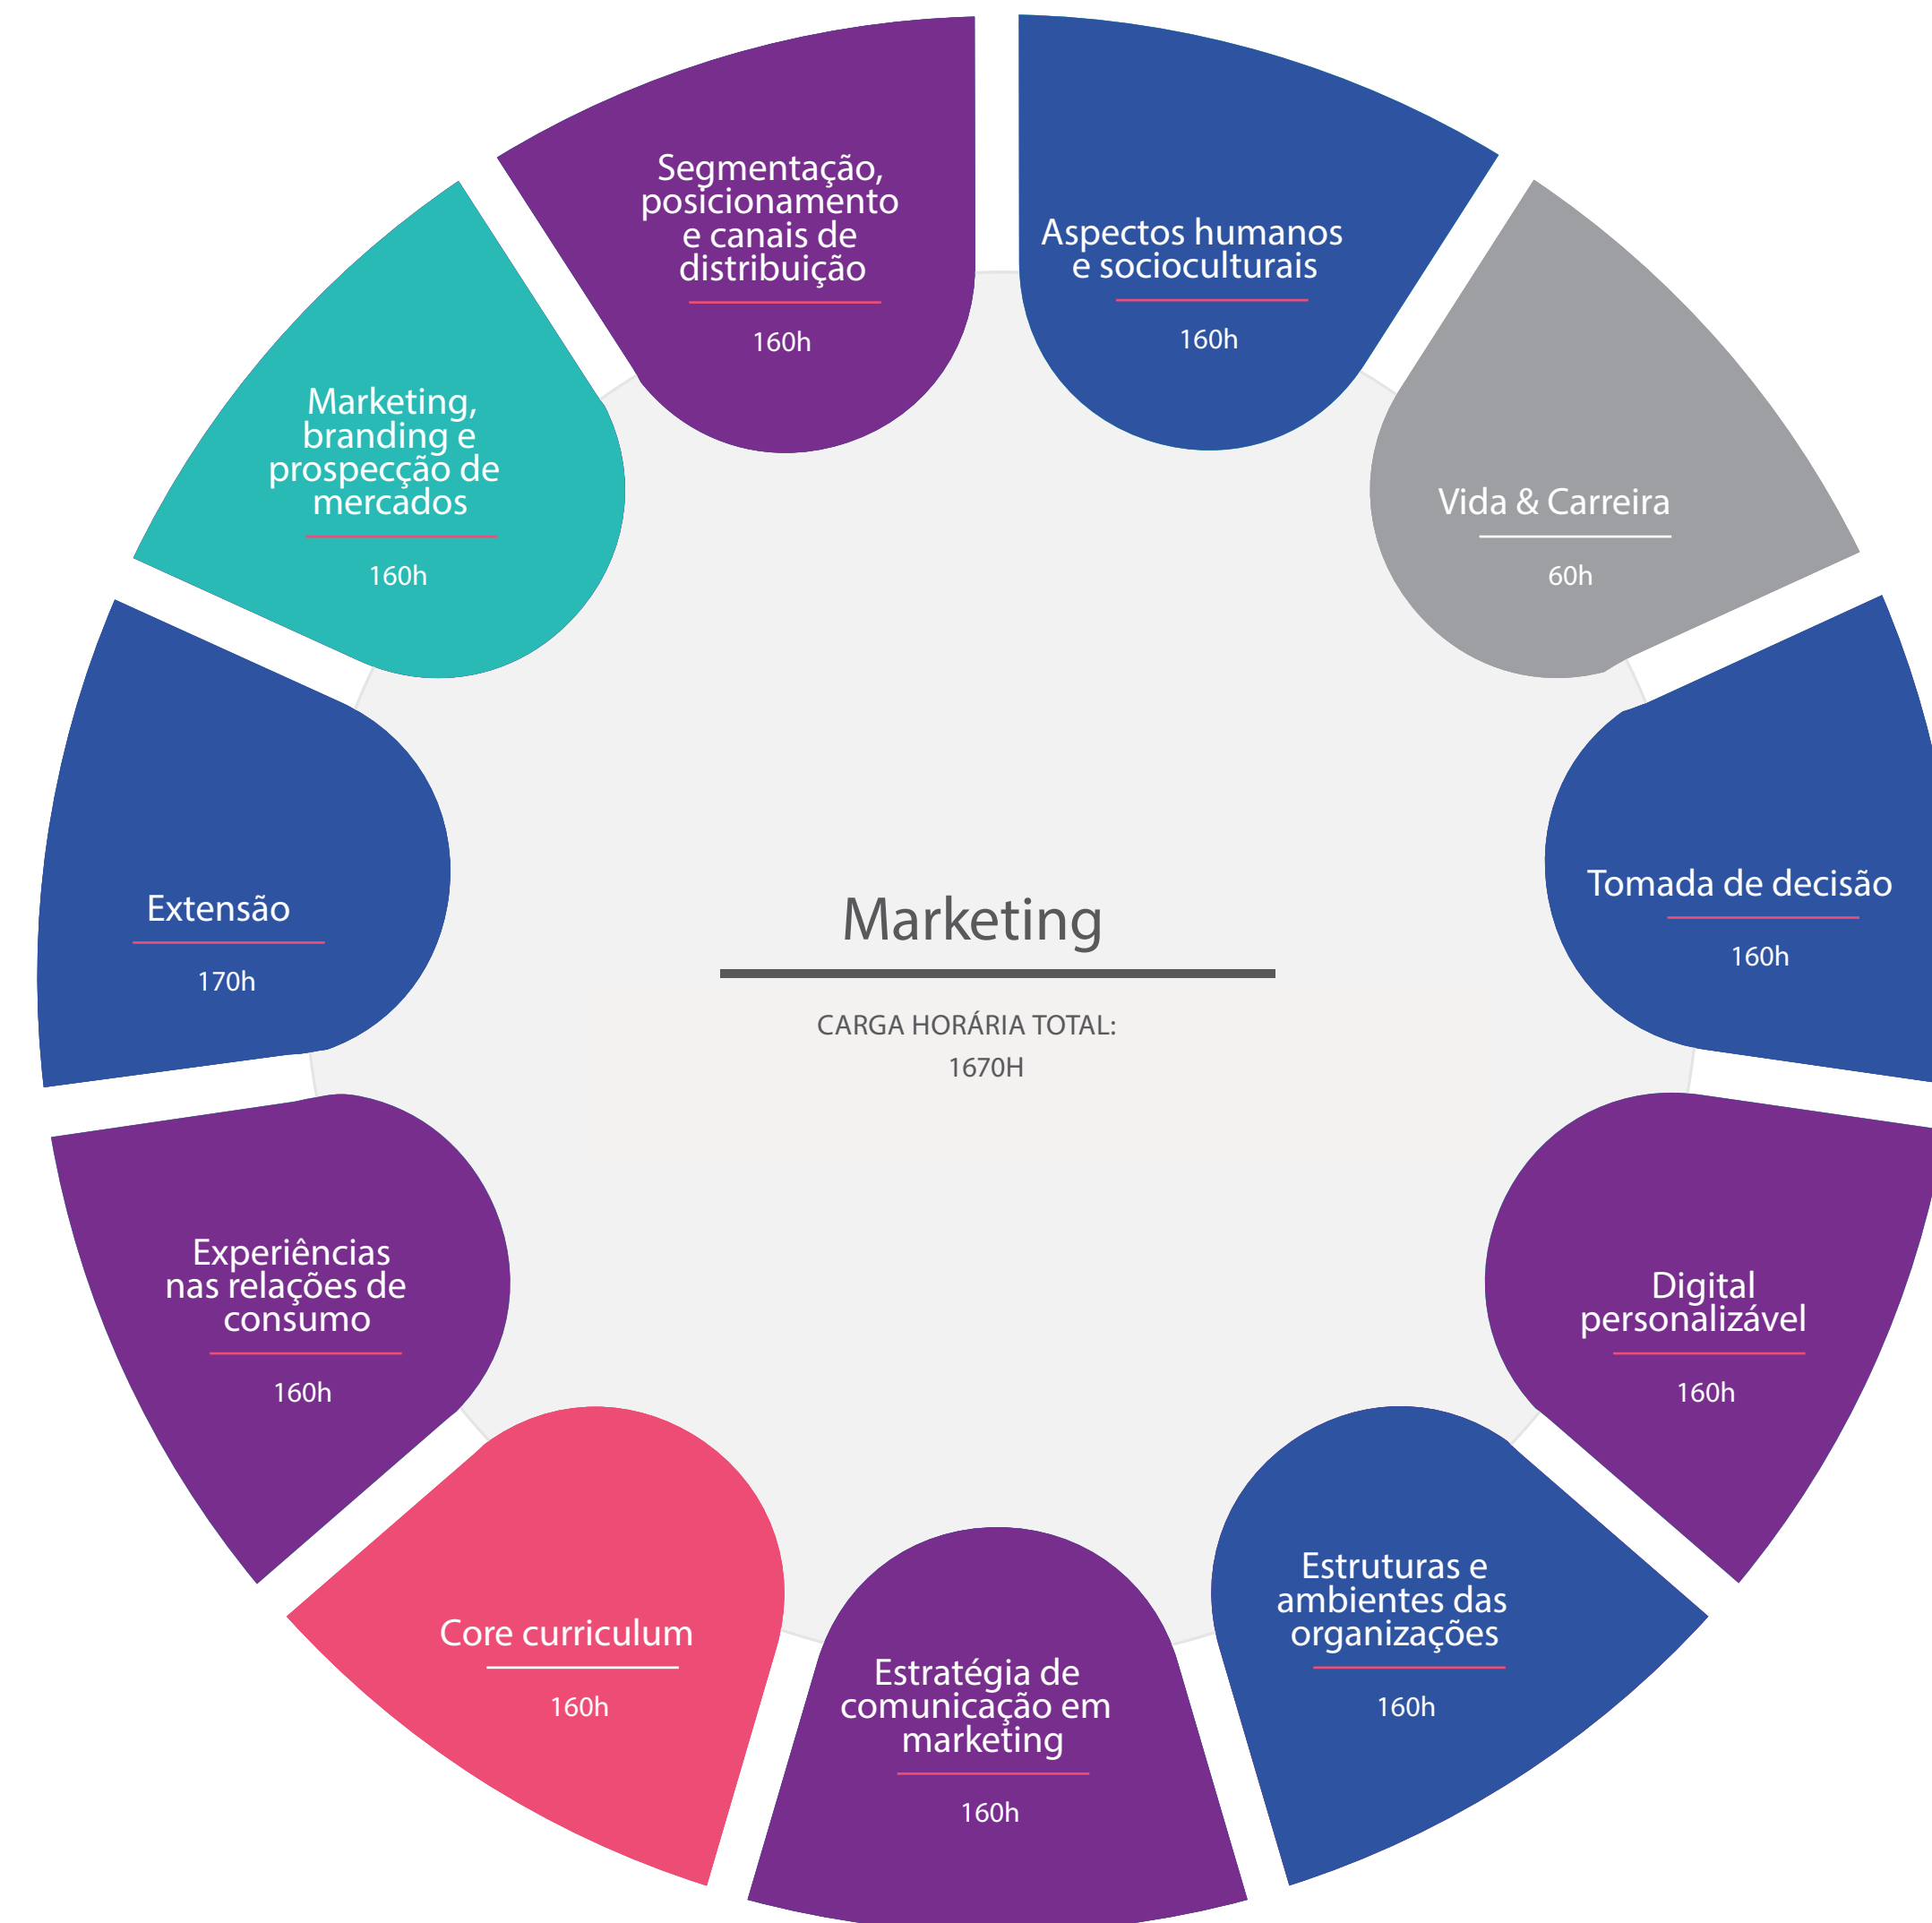 Segmentação,
posicionamento
e canais de
distribuição
160h
Aspectos humanos
e socioculturais
160h
Marketing,
branding e
prospecção de
mercados
160h
Vida & Carreira
60h
Extensão
170h
Marketing
CARGA HORÁRIA TOTAL:
1670H
Tomada de decisão
160h
Experiências
nas relações de
consumo
160h
Digital
personalizável
160h
Core curriculum
160h
Estratégia de
comunicação em
marketing
160h
Estruturas e
ambientes das
organizações
160h